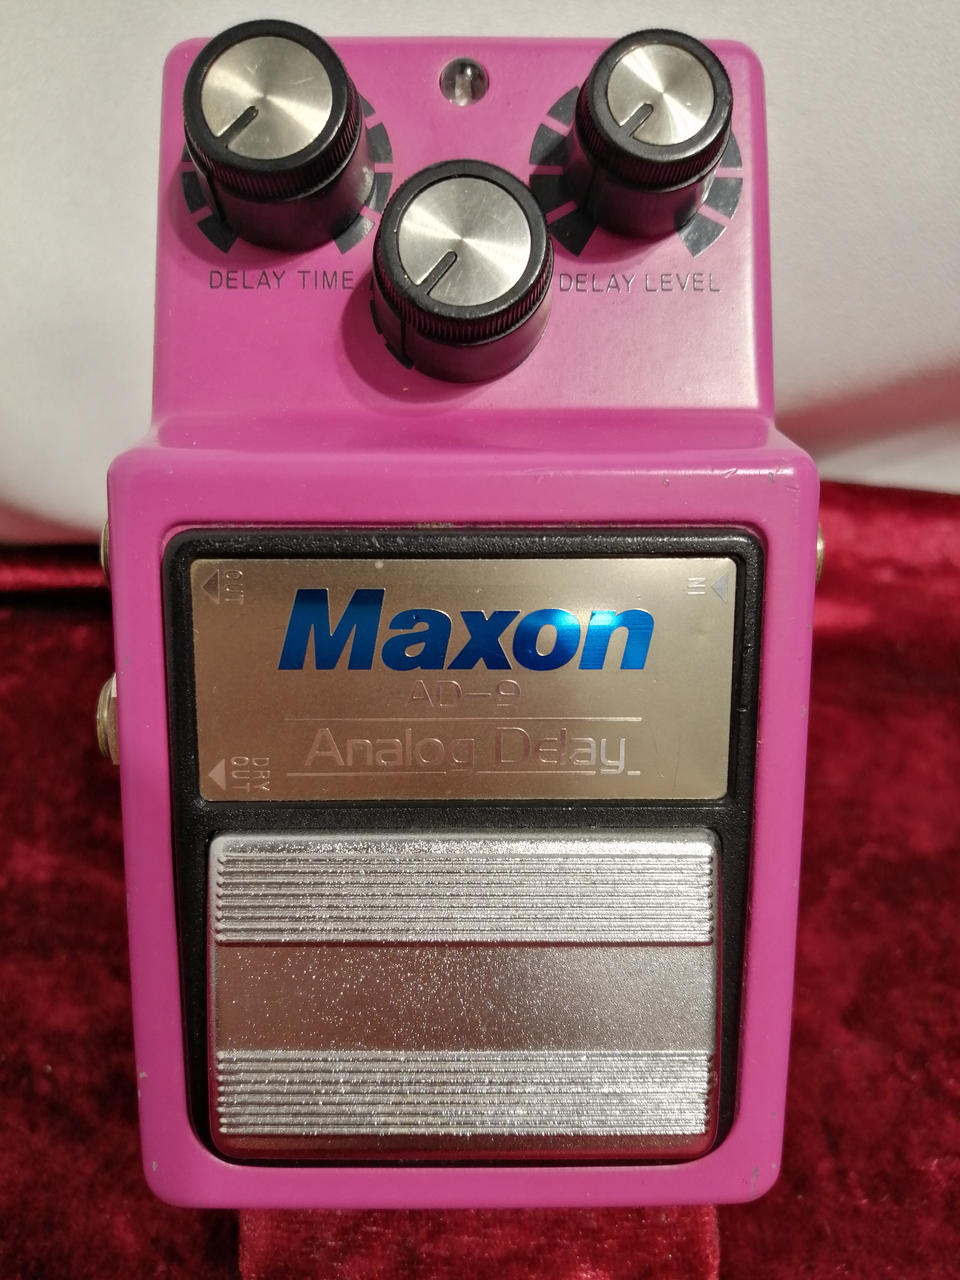 DELAY TIME
DELAY LEVEL
OUT
IN
Maxon
AD-9
Analog Delay
DRY
OUT